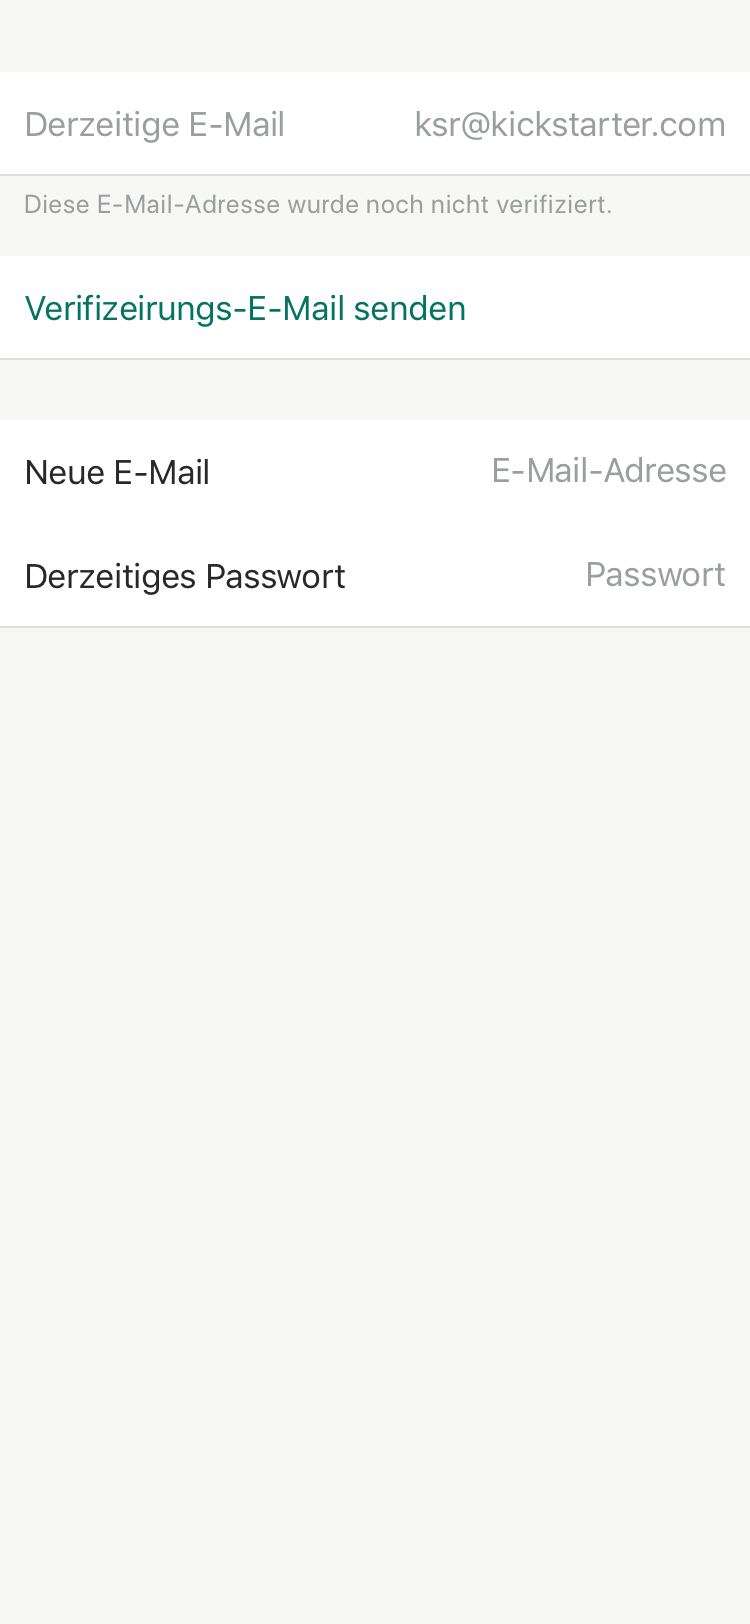 Derzeitige E-Mail ksr@kickstarter.com
Diese E-Mail-Adresse wurde noch nicht verifiziert.
Verifizeirungs-E-Mail senden
Neue E-Mail E-Mail-Adresse
Derzeitiges Passwort Passwort